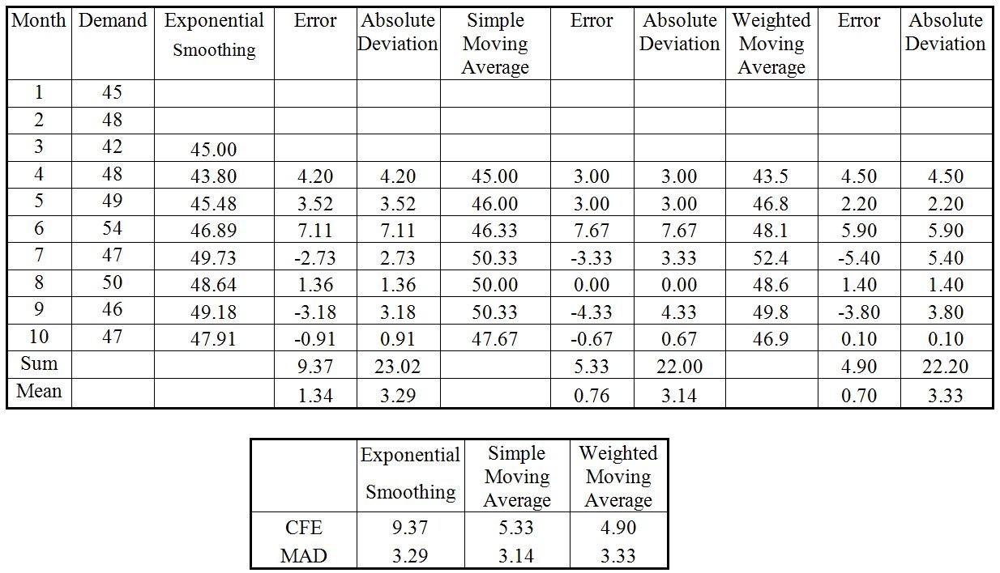 Month Demand Exponential Smoothing Error Absolute Deviation Simple Moving Average Error Absolute Deviation Weighted Moving Average Error Absolute Deviation
1 45
2 48
3 42 45.00
4 48 43.80 4.20 4.20 45.00 3.00 3.00 43.5 4.50 4.50
5 49 45.48 3.52 3.52 46.00 3.00 3.00 46.8 2.20 2.20
6 54 46.89 7.11 7.11 46.33 7.67 7.67 48.1 5.90 5.90
7 47 49.73 -2.73 2.73 50.33 -3.33 3.33 52.4 -5.40 5.40
8 50 48.64 1.36 1.36 50.00 0.00 0.00 48.6 1.40 1.40
9 46 49.18 -3.18 3.18 50.33 -4.33 4.33 49.8 -3.80 3.80
10 47 47.91 -0.91 0.91 47.67 -0.67 0.67 46.9 0.10 0.10
Sum 9.37 23.02 5.33 22.00 4.90 22.20
Mean 1.34 3.29 0.76 3.14 0.70 3.33
Exponential Smoothing Simple Moving Average Weighted Moving Average
CFE 9.37 5.33 4.90
MAD 3.29 3.14 3.33